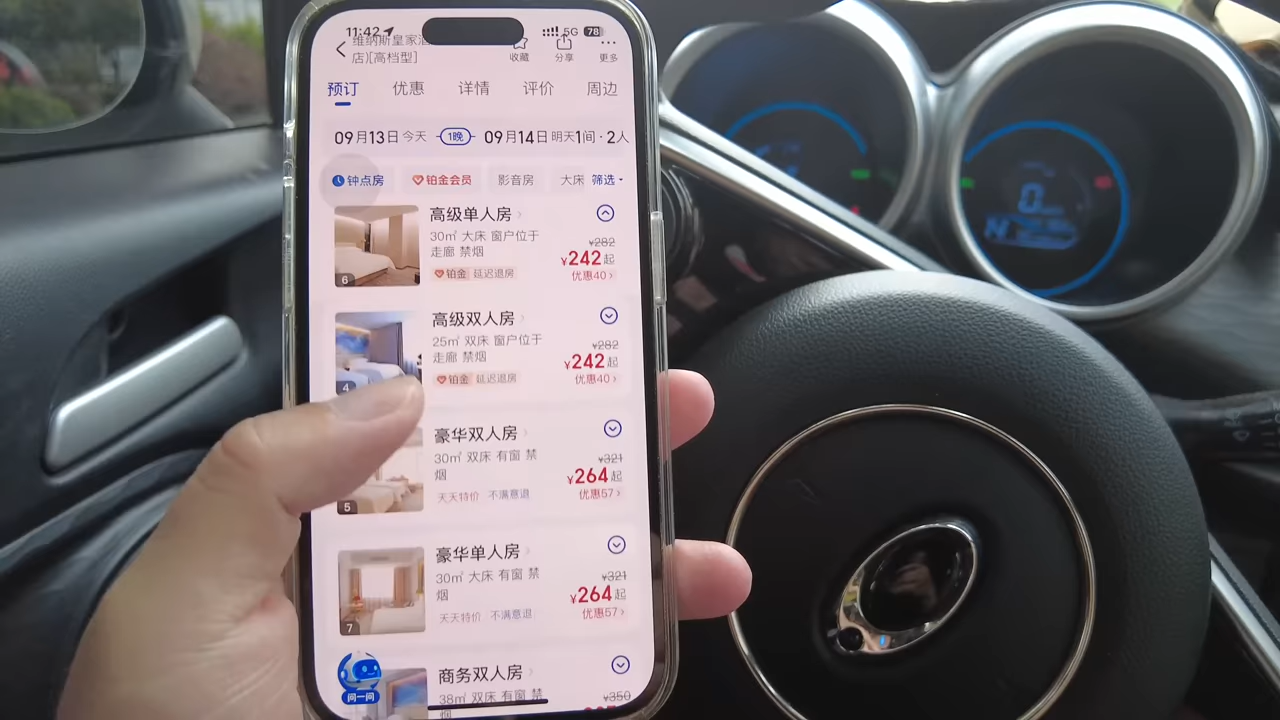 11:42
5G 78
维纳斯皇家
店)[高档型]
收藏 分享 更多
预订 优惠 详情 评价 周边
09月13日今天 1晚 09月14日明天 1间·2人
钟点房 铂金会员 影音房 大床 筛选
高级单人房
30㎡ 大床 窗户位于
走廊 禁烟
铂金 延迟退房
¥282
¥242起
优惠40
6
高级双人房
25㎡ 双床 窗户位于
走廊 禁烟
铂金 延迟退房
¥282
¥242起
优惠40
4
豪华双人房
30㎡ 双床 有窗 禁
烟
天天特价 不满意退
¥321
¥264起
优惠57
5
豪华单人房
30㎡ 大床 有窗 禁
烟
天天特价 不满意退
¥321
¥264起
优惠57
7
问一问
商务双人房
38㎡ 双床 有窗 禁
烟
¥350
0
N